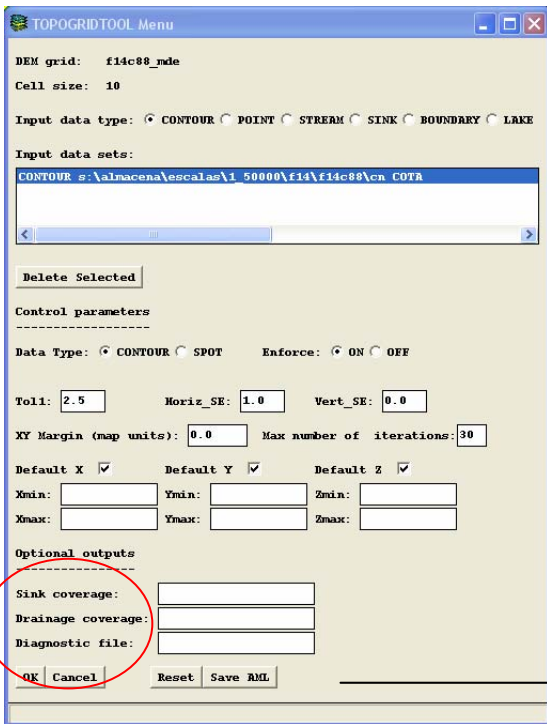 TOPOGRIDTOOL Menu
DEM grid: f14c88_mde
Cell size: 10
Input data type: CONTOUR POINT STREAM SINK BOUNDARY LAKE
Input data sets:
CONTOUR s:\almacena\escalas\1_50000\f14\f14c88\cn COTA
Delete Selected
Control parameters
------------------
Data Type: CONTOUR SPOT Enforce: ON OFF
Tol1: 2.5 Horiz_SE: 1.0 Vert_SE: 0.0
XY Margin (map units): 0.0 Max number of iterations: 30
Default X Default Y Default Z
Xmin: Ymin: Zmin:
Xmax: Ymax: Zmax:
Optional outputs
----------------
Sink coverage:
Drainage coverage:
Diagnostic file:
OK Cancel Reset Save AML